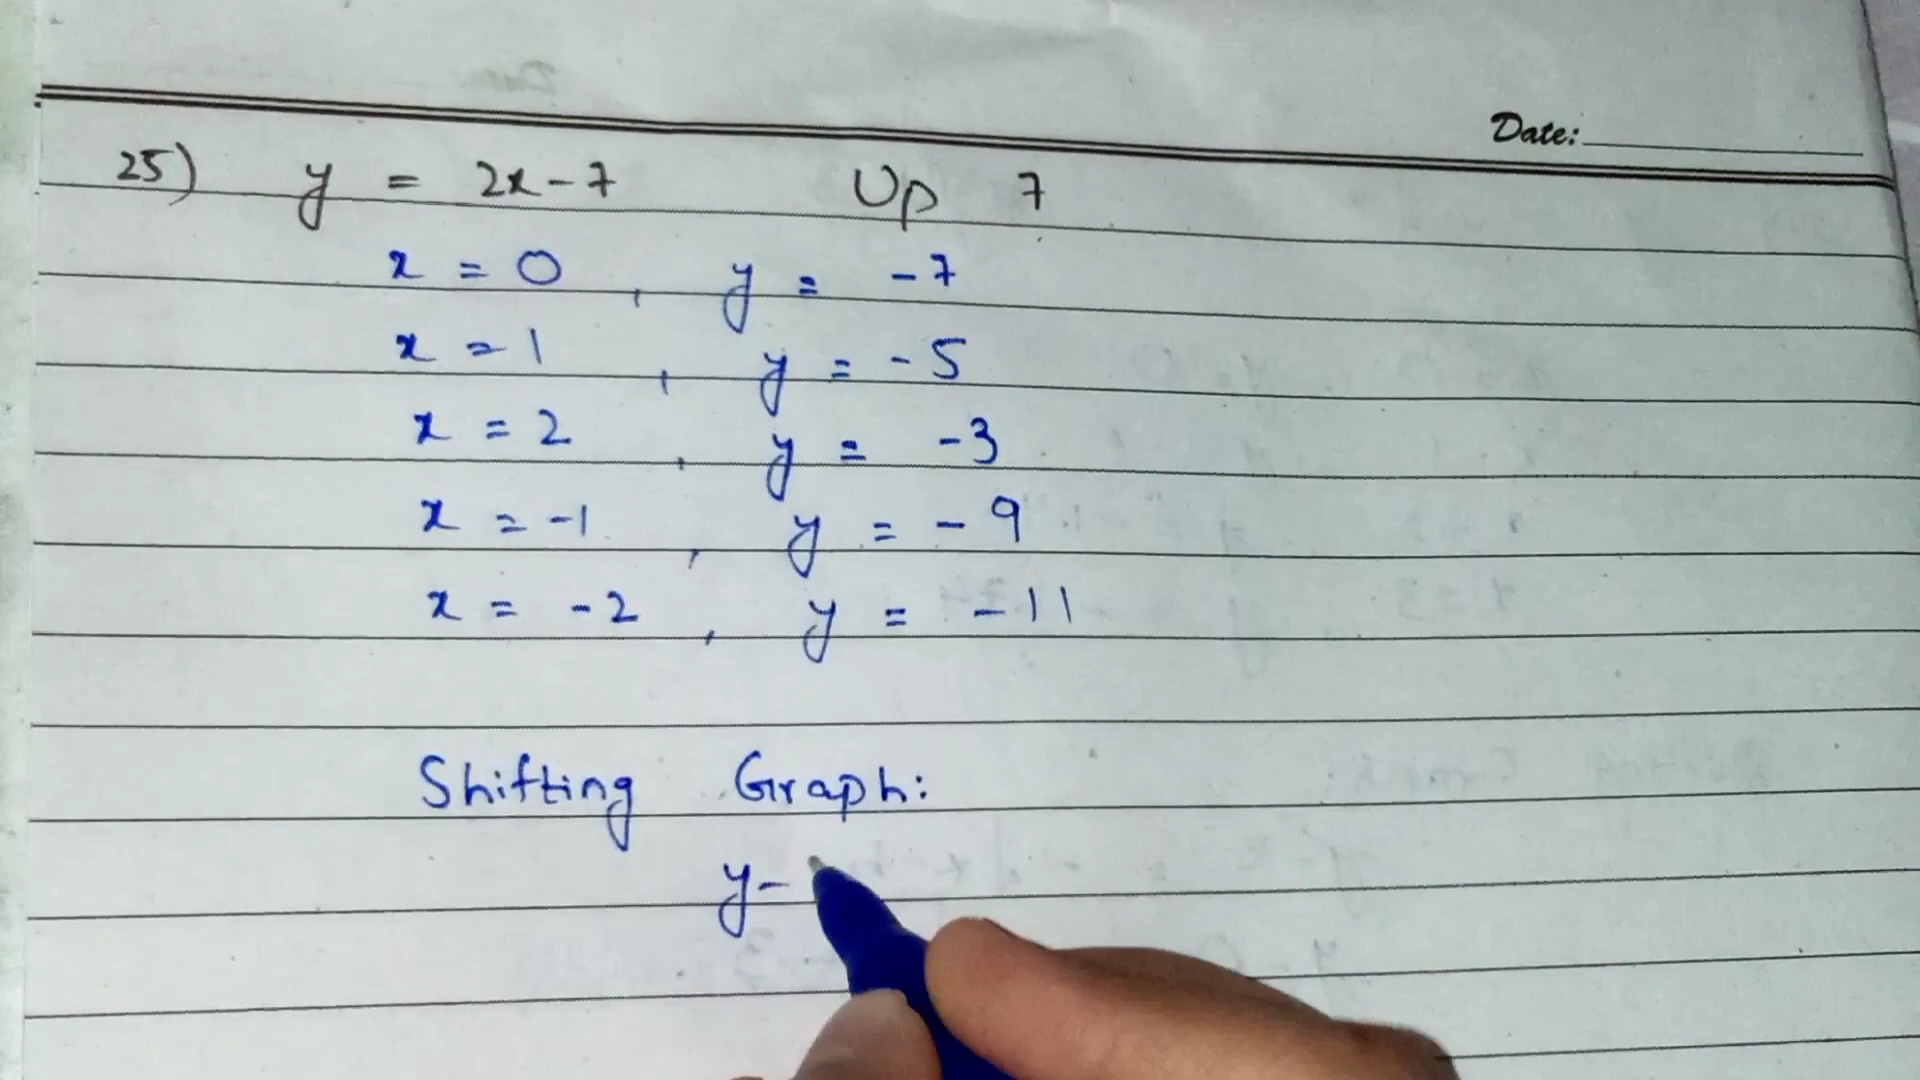 Date:
25) y = 2x - 7 Up 7
x = 0 , y = -7
x = 1 , y = -5
x = 2 , y = -3
x = -1 , y = -9
x = -2 , y = -11
Shifting Graph:
y -